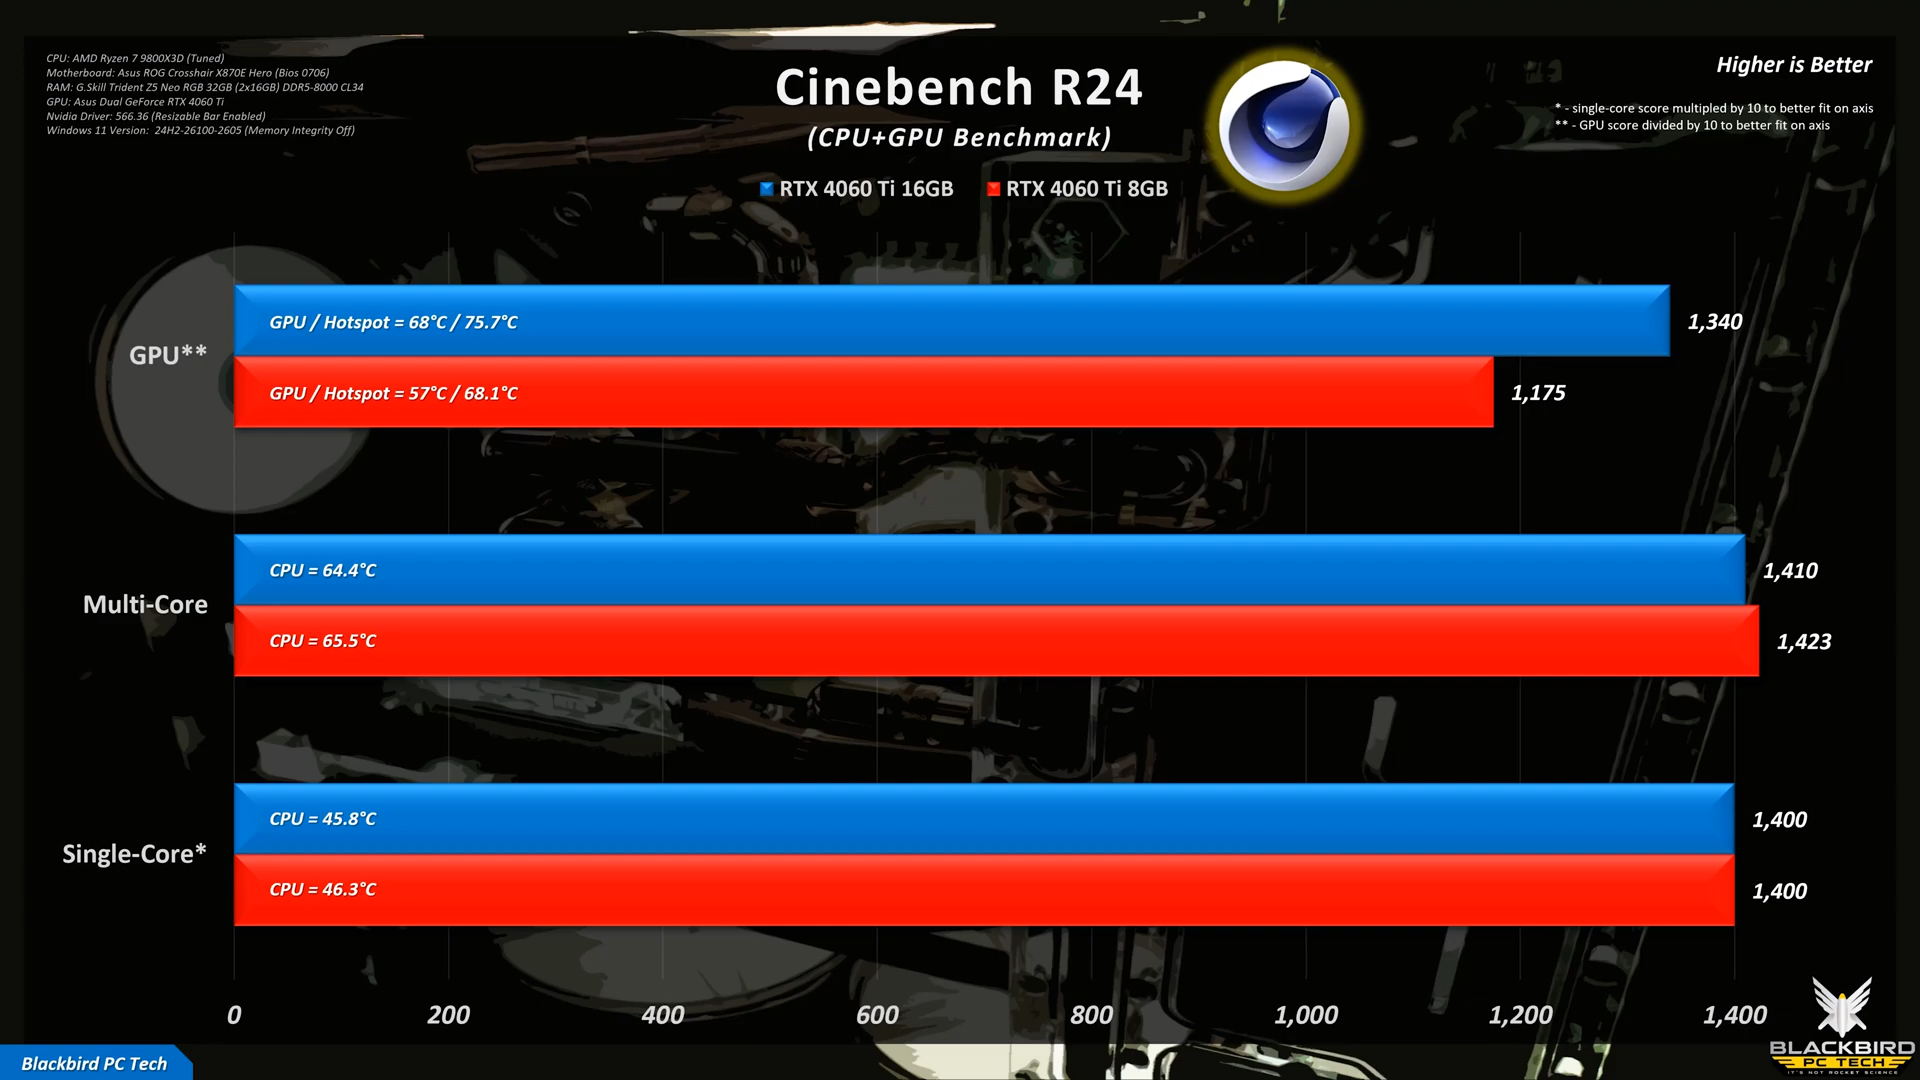 CPU: AMD Ryzen 7 9800X3D (Tuned)
Motherboard: Asus ROG Crosshair X870E Hero (Bios 0706)
RAM: G.Skill Trident Z5 Neo RGB 32GB (2x16GB) DDR5-8000 CL34
GPU: Asus Dual GeForce RTX 4060 Ti
Nvidia Driver: 566.36 (Resizable Bar Enabled)
Windows 11 Version: 24H2-26100-2605 (Memory Integrity Off)
Cinebench R24
(CPU+GPU Benchmark)
RTX 4060 Ti 16GB RTX 4060 Ti 8GB
Higher is Better
* - single-core score multipled by 10 to better fit on axis
** - GPU score divided by 10 to better fit on axis
GPU**
GPU / Hotspot = 68°C / 75.7°C 1,340
GPU / Hotspot = 57°C / 68.1°C 1,175
Multi-Core
CPU = 64.4°C 1,410
CPU = 65.5°C 1,423
Single-Core*
CPU = 45.8°C 1,400
CPU = 46.3°C 1,400
0 200 400 600 800 1,000 1,200 1,400
Blackbird PC Tech
BLACKBIRD
PC TECH
IT'S NOT ROCKET SCIENCE